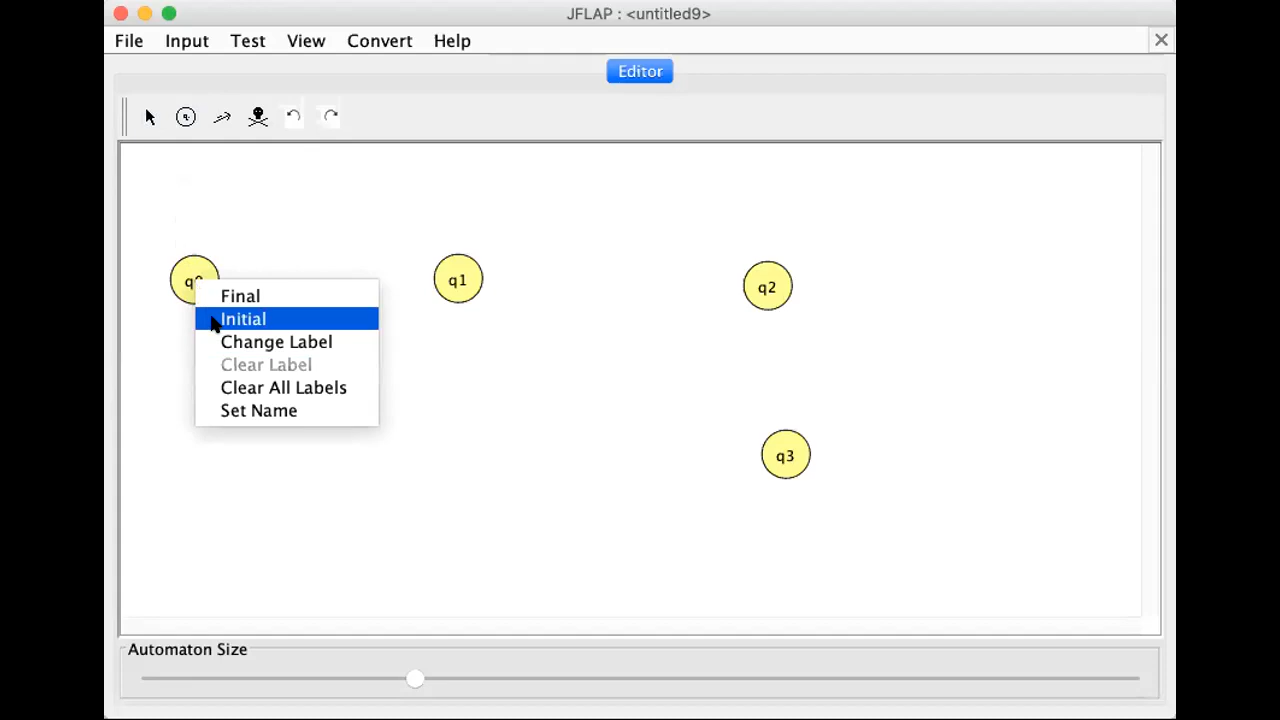 JFLAP : <untitled9>
File Input Test View Convert Help
Editor
q0
q1
q2
Final
Initial
Change Label
Clear Label
Clear All Labels
Set Name
q3
Automaton Size